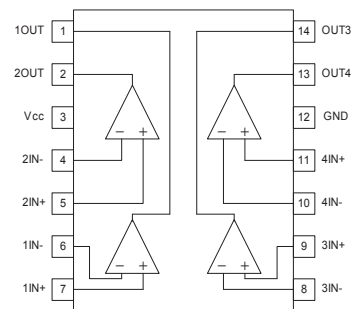 1OUT 1 14 OUT3
2OUT 2 13 OUT4
Vcc 3 12 GND
2IN- 4 11 4IN+
2IN+ 5 10 4IN-
1IN- 6 9 3IN+
1IN+ 7 8 3IN-
− + − +
− + − +